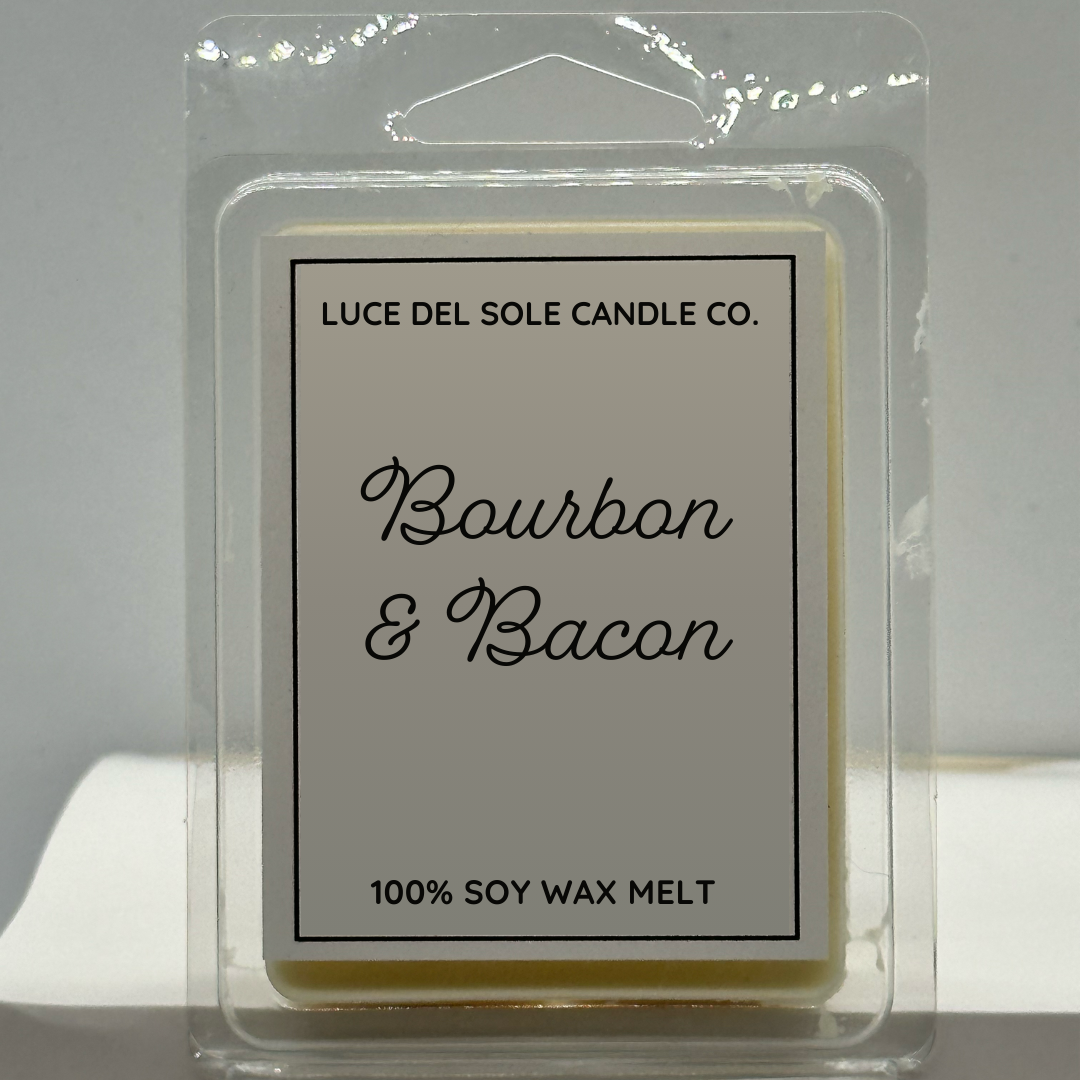 LUCE DEL SOLE CANDLE CO.
Bourbon
& Bacon
100% SOY WAX MELT